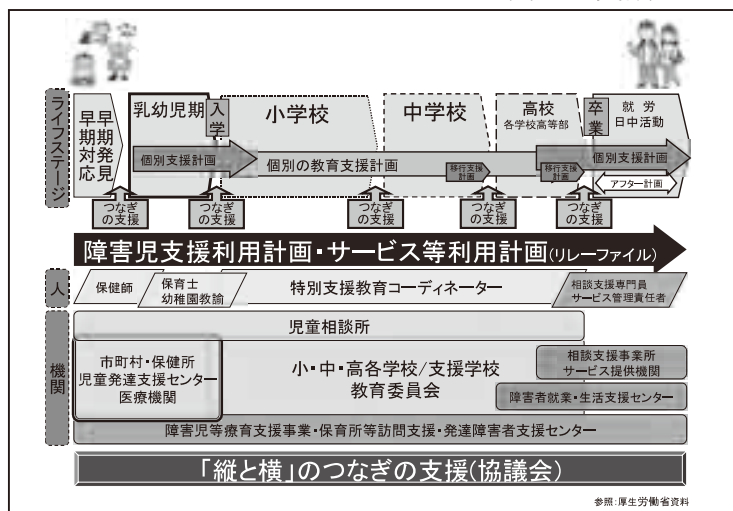 ライフステージ
早期対応
早期発見
乳幼児期
入学
小学校
中学校
高校
各学校高等部
卒業
就労
日中活動
個別支援計画
個別の教育支援計画
移行支援
計画
移行支援
計画
個別支援計画
アフター計画
つなぎ
の支援
つなぎ
の支援
つなぎ
の支援
つなぎ
の支援
つなぎ
の支援
障害児支援利用計画・サービス等利用計画(リレーファイル)
人
保健師
保育士
幼稚園教諭
特別支援教育コーディネーター
相談支援専門員
サービス管理責任者
機関
児童相談所
市町村・保健所
児童発達支援センター
医療機関
小・中・高各学校/支援学校
教育委員会
相談支援事業所
サービス提供機関
障害者就業・生活支援センター
障害児等療育支援事業・保育所等訪問支援・発達障害者支援センター
「縦と横」のつなぎの支援(協議会)
参照:厚生労働省資料